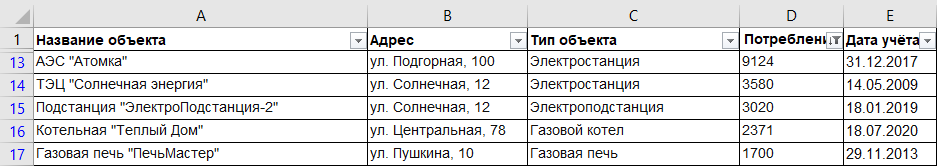 A B C D E
1 Название объекта Адрес Тип объекта Потреблени Дата учёта
13 АЭС "Атомка" ул. Подгорная, 100 Электростанция 9124 31.12.2017
14 ТЭЦ "Солнечная энергия" ул. Солнечная, 12 Электростанция 3580 14.05.2009
15 Подстанция "ЭлектроПодстанция-2" ул. Солнечная, 12 Электроподстанция 3020 18.01.2019
16 Котельная "Теплый Дом" ул. Центральная, 78 Газовой котел 2371 18.07.2020
17 Газовая печь "ПечьМастер" ул. Пушкина, 10 Газовая печь 1700 29.11.2013